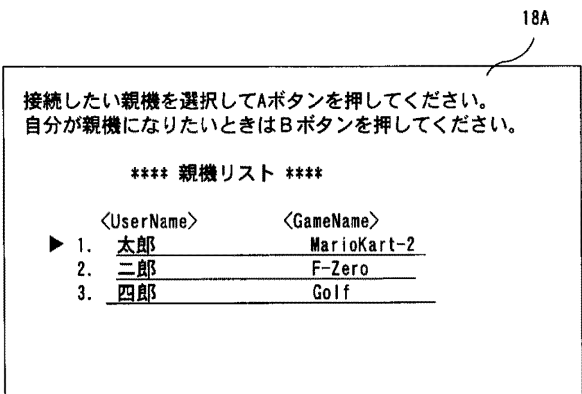 18A
接続したい親機を選択してAボタンを押してください。
自分が親機になりたいときはBボタンを押してください。
**** 親機リスト ****
<UserName> <GameName>
▶ 1. 太郎 MarioKart-2
2. 二郎 F-Zero
3. 四郎 Golf